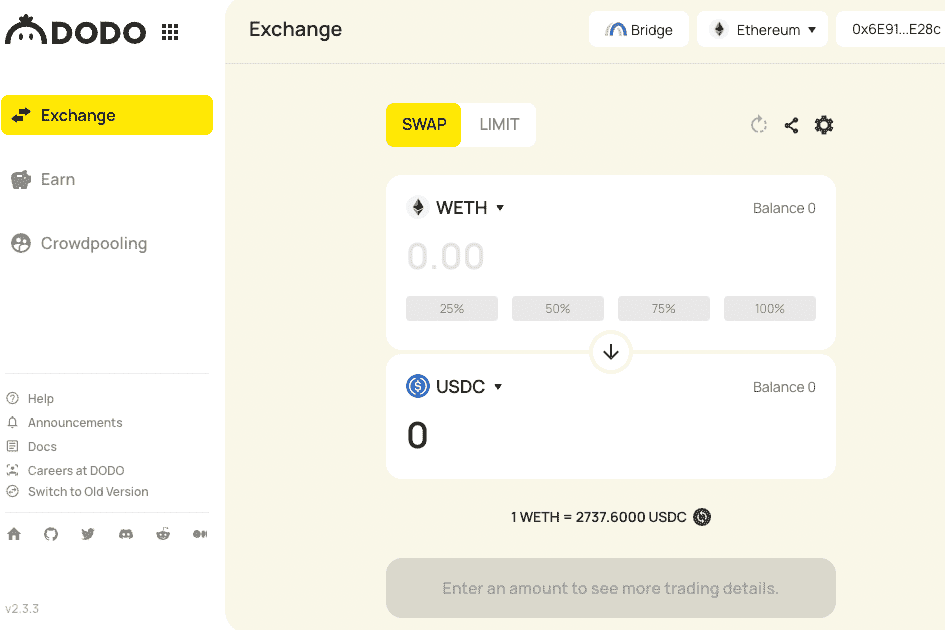 DODO
Exchange
Bridge
Ethereum
0x6E91...E28c
Exchange
Earn
Crowdpooling
SWAP
LIMIT
WETH
Balance 0
0.00
25%
50%
75%
100%
USDC
Balance 0
0
1 WETH = 2737.6000 USDC
Enter an amount to see more trading details.
Help
Announcements
Docs
Careers at DODO
Switch to Old Version
v2.3.3